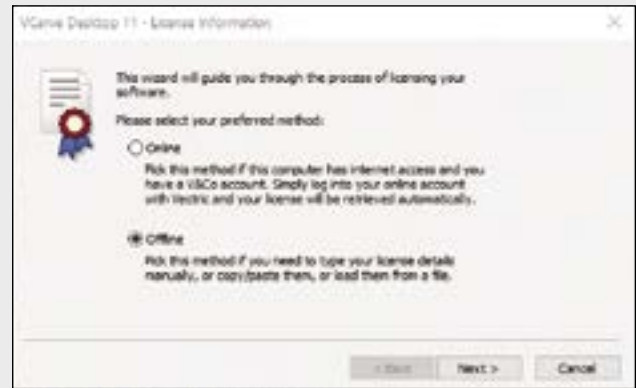 VCarve Desktop 11 - License Information
This wizard will guide you through the process of licensing your
software.
Please select your preferred method:
Online
Pick this method if this computer has internet access and you
have a V&Co account. Simply log into your online account
with Vectric and your license will be retrieved automatically.
Offline
Pick this method if you need to type your license details
manually, or copy/paste them, or load them from a file.
< Back
Next >
Cancel